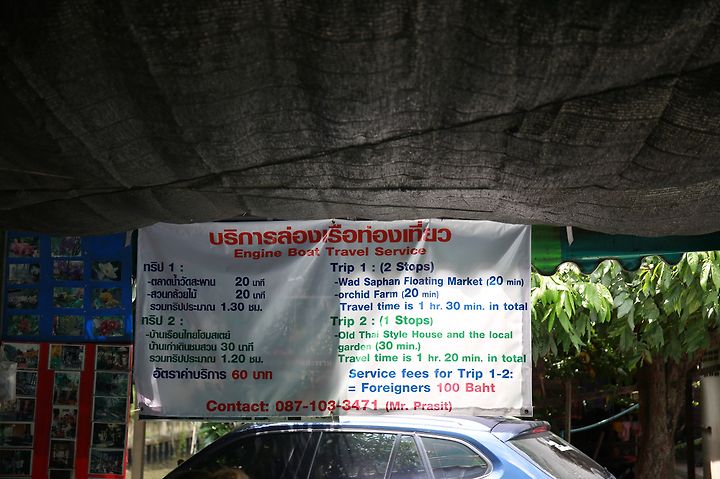 บริการล่องเรือท่องเที่ยว
Engine Boat Travel Service
ทริป 1 :
-ตลาดน้ำวัดสะพาน 20 นาที
-สวนกล้วยไม้ 20 นาที
รวมทริปประมาณ 1.30 ชม.
ทริป 2 :
-บ้านเรือนไทยโฮมสเตย์
บ้านเก่าเดินชมสวน 30 นาที
รวมทริปประมาณ 1.20 ชม.
อัตราค่าบริการ 60 บาท
Trip 1 : (2 Stops)
-Wad Saphan Floating Market (20 min)
-orchid Farm (20 min)
Travel time is 1 hr. 30 min. in total
Trip 2 : (1 Stops)
-Old Thai Style House and the local
garden (30 min.)
Travel time is 1 hr. 20 min. in total
Service fees for Trip 1-2:
= Foreigners 100 Baht
Contact: 087-103-3471 (Mr. Prasit)